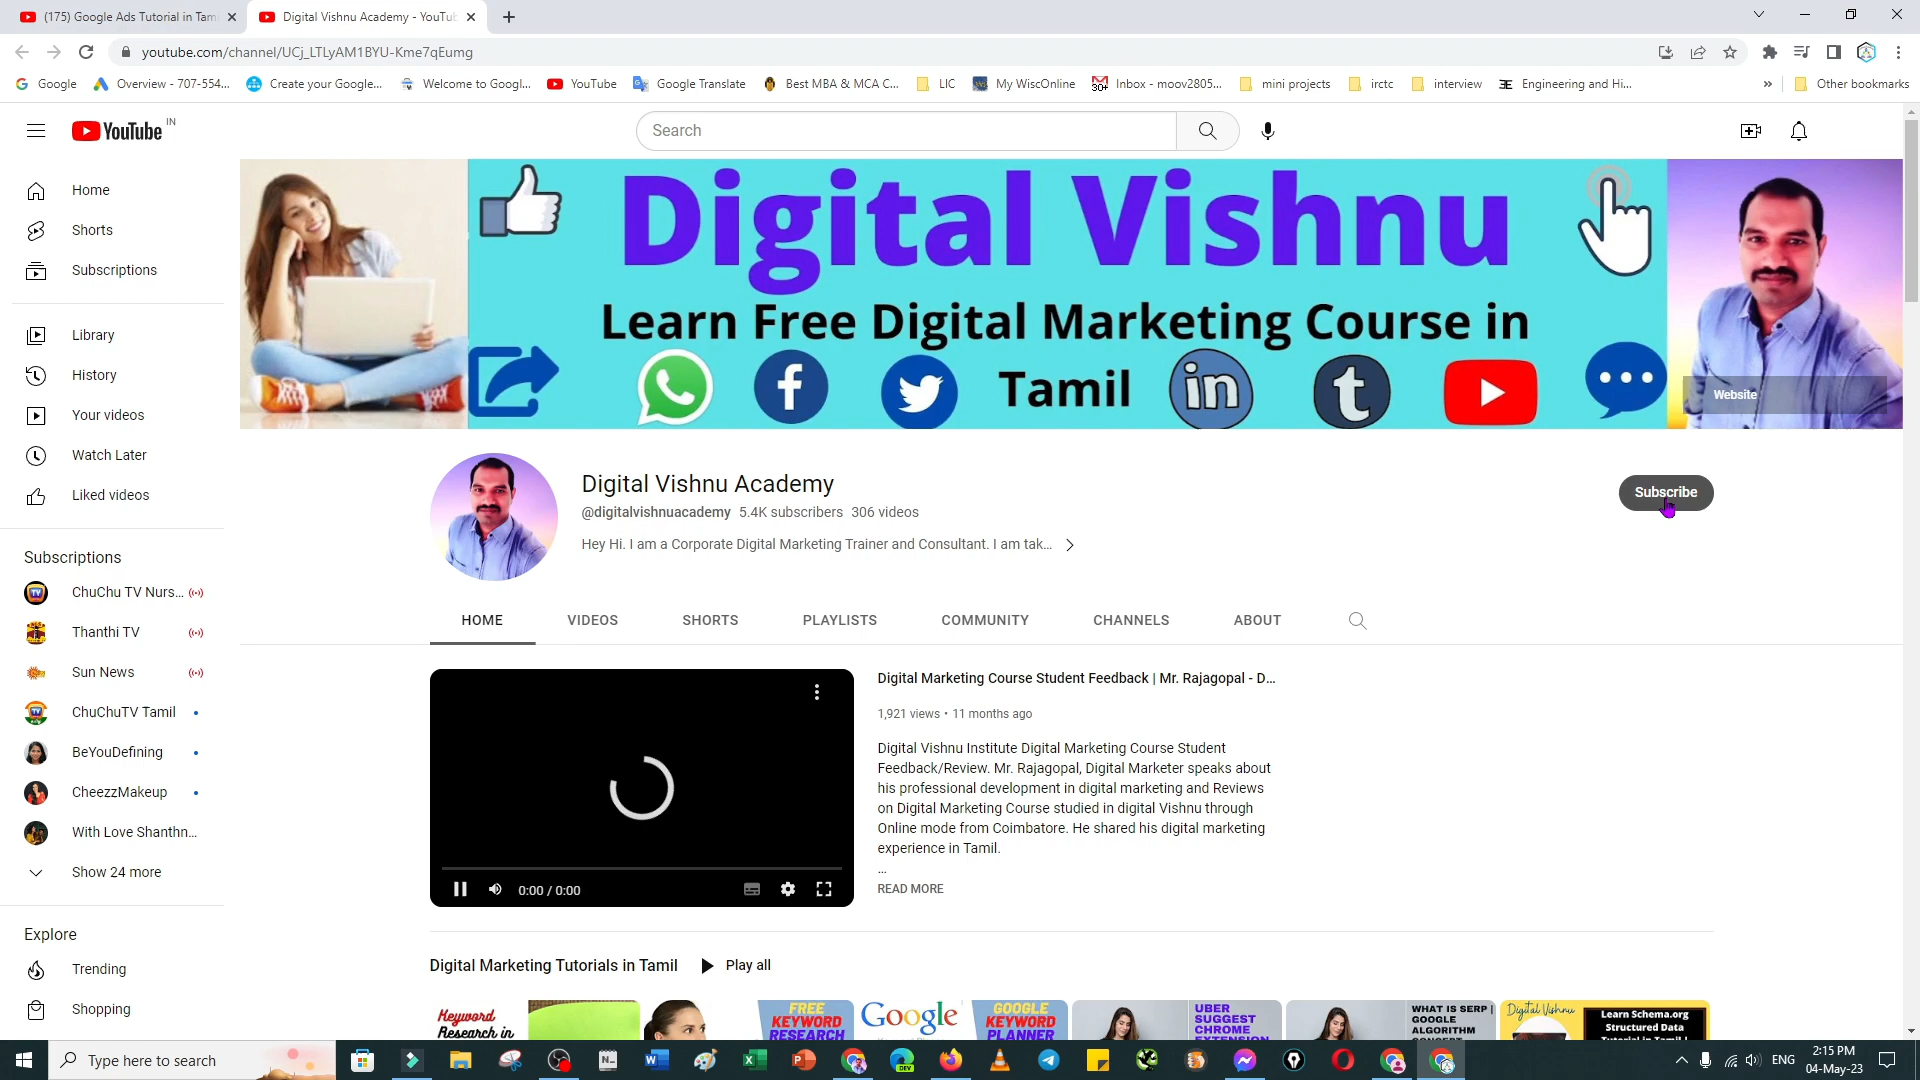 (175) Google Ads Tutorial in Tam
Digital Vishnu Academy - YouTub
youtube.com/channel/UCj_LTLyAM1BYU-Kme7qEumg
Google
Overview - 707-554...
Create your Google...
Welcome to Googl...
YouTube
Google Translate
Best MBA & MCA C...
LIC
My WiscOnline
Inbox - moov2805...
mini projects
irctc
interview
Engineering and Hi...
»
Other bookmarks
YouTube IN
Search
Home
Shorts
Subscriptions
Library
History
Your videos
Watch Later
Liked videos
Subscriptions
ChuChu TV Nurs...
Thanthi TV
Sun News
ChuChuTV Tamil
BeYouDefining
CheezzMakeup
With Love Shanthn...
Show 24 more
Explore
Trending
Shopping
Digital Vishnu
Learn Free Digital Marketing Course in
Tamil
Website
Digital Vishnu Academy
@digitalvishnuacademy 5.4K subscribers 306 videos
Hey Hi. I am a Corporate Digital Marketing Trainer and Consultant. I am tak...
Subscribe
HOME
VIDEOS
SHORTS
PLAYLISTS
COMMUNITY
CHANNELS
ABOUT
0:00 / 0:00
Digital Marketing Course Student Feedback | Mr. Rajagopal - D...
1,921 views • 11 months ago
Digital Vishnu Institute Digital Marketing Course Student
Feedback/Review. Mr. Rajagopal, Digital Marketer speaks about
his professional development in digital marketing and Reviews
on Digital Marketing Course studied in digital Vishnu through
Online mode from Coimbatore. He shared his digital marketing
experience in Tamil.
...
READ MORE
Digital Marketing Tutorials in Tamil
Play all
Keyword
Research in
FREE
KEYWORD
RESEARCH
Google
GOOGLE
KEYWORD
PLANNER
UBER
SUGGEST
CHROME
EXTENSION
WHAT IS SERP |
GOOGLE
ALGORITHM
Digital Vishnu
Learn Schema.org
Structured Data
Type here to search
ENG
2:15 PM
04-May-23